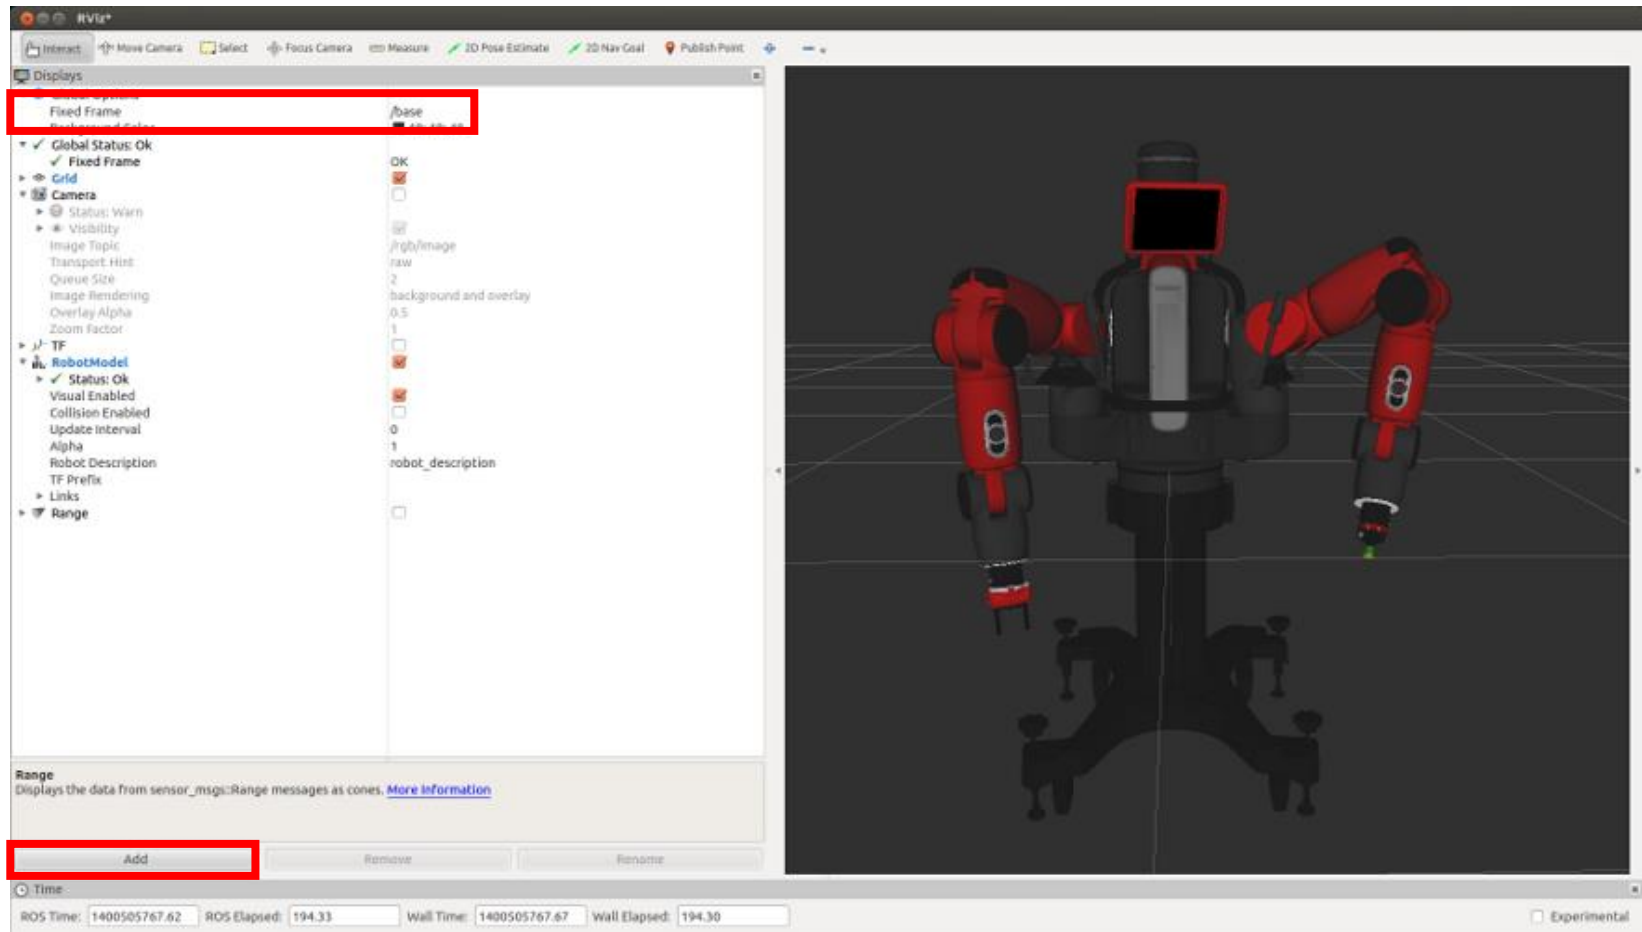 RViz*
Interact Move Camera Select Focus Camera Measure 2D Pose Estimate 2D Nav Goal Publish Point
Displays
Fixed Frame /base
Global Status: Ok
Fixed Frame OK
Grid
Camera
Status: Warn
Visibility
Image Topic /rgb/image
Transport Hint raw
Queue Size 2
Image Rendering background and overlay
Overlay Alpha 0.5
Zoom Factor 1
TF
RobotModel
Status: Ok
Visual Enabled
Collision Enabled
Update Interval 0
Alpha 1
Robot Description robot_description
TF Prefix
Links
Range
Range
Displays the data from sensor_msgs::Range messages as cones. More Information
Add Remove Rename
Time
ROS Time: 1400505767.62 ROS Elapsed: 194.33 Wall Time: 1400505767.67 Wall Elapsed: 194.30 Experimental